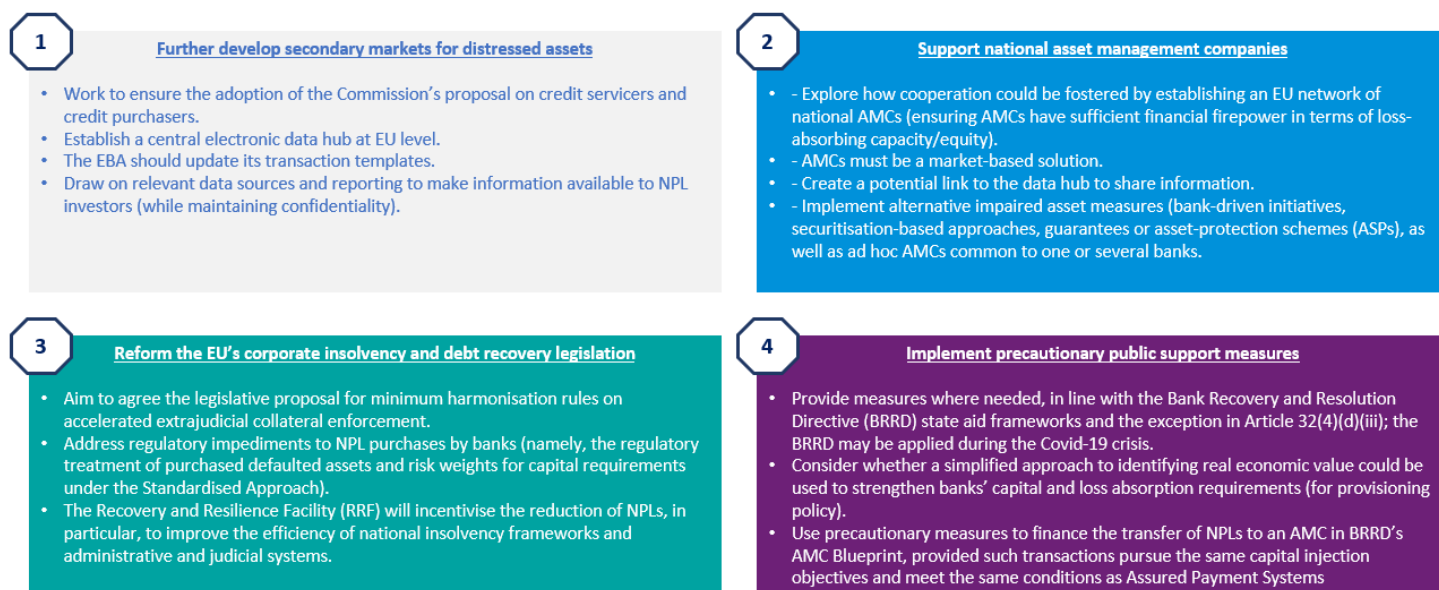 1
Further develop secondary markets for distressed assets
• Work to ensure the adoption of the Commission's proposal on credit servicers and
credit purchasers.
• Establish a central electronic data hub at EU level.
• The EBA should update its transaction templates.
• Draw on relevant data sources and reporting to make information available to NPL
investors (while maintaining confidentiality).
2
Support national asset management companies
• - Explore how cooperation could be fostered by establishing an EU network of
national AMCs (ensuring AMCs have sufficient financial firepower in terms of loss-
absorbing capacity/equity).
• - AMCs must be a market-based solution.
• - Create a potential link to the data hub to share information.
• - Implement alternative impaired asset measures (bank-driven initiatives,
securitisation-based approaches, guarantees or asset-protection schemes (ASPs), as
well as ad hoc AMCs common to one or several banks.
3
Reform the EU's corporate insolvency and debt recovery legislation
• Aim to agree the legislative proposal for minimum harmonisation rules on
accelerated extrajudicial collateral enforcement.
• Address regulatory impediments to NPL purchases by banks (namely, the regulatory
treatment of purchased defaulted assets and risk weights for capital requirements
under the Standardised Approach).
• The Recovery and Resilience Facility (RRF) will incentivise the reduction of NPLs, in
particular, to improve the efficiency of national insolvency frameworks and
administrative and judicial systems.
4
Implement precautionary public support measures
• Provide measures where needed, in line with the Bank Recovery and Resolution
Directive (BRRD) state aid frameworks and the exception in Article 32(4)(d)(iii); the
BRRD may be applied during the Covid-19 crisis.
• Consider whether a simplified approach to identifying real economic value could be
used to strengthen banks' capital and loss absorption requirements (for provisioning
policy).
• Use precautionary measures to finance the transfer of NPLs to an AMC in BRRD's
AMC Blueprint, provided such transactions pursue the same capital injection
objectives and meet the same conditions as Assured Payment Systems